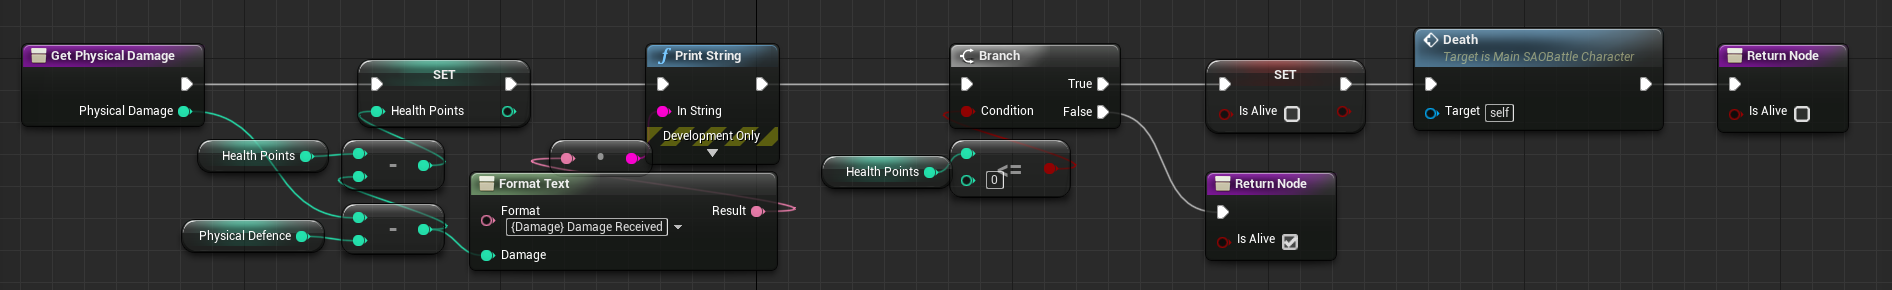 Get Physical Damage
Physical Damage
Health Points
-
Physical Defence
-
SET
Health Points
Print String
In String
Development Only
Format Text
Format
{Damage} Damage Received
Result
Damage
Health Points
Branch
Condition
True
False
<=
0
SET
Is Alive
Return Node
Is Alive
Death
Target is Main SAOBattle Character
Target
self
Return Node
Is Alive